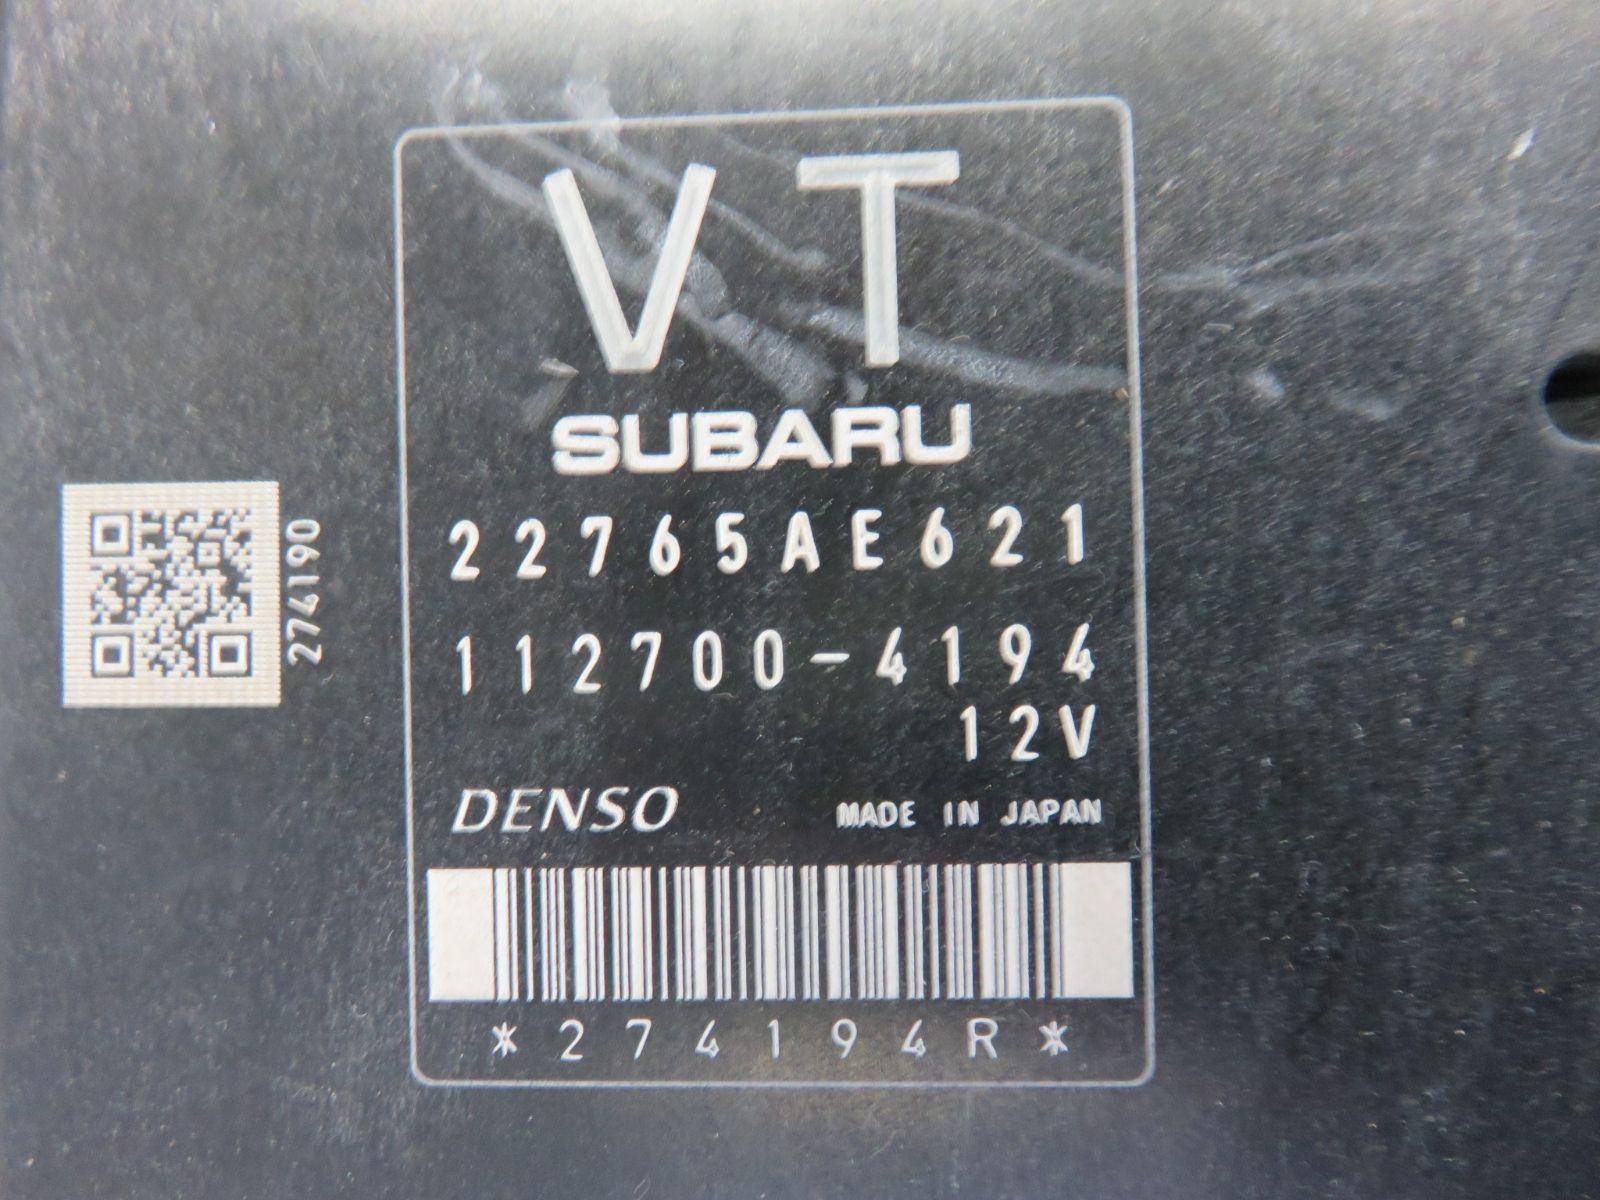 VT
SUBARU
22765AE621
112700-4194
12V
DENSO MADE IN JAPAN
*274194R*
274190